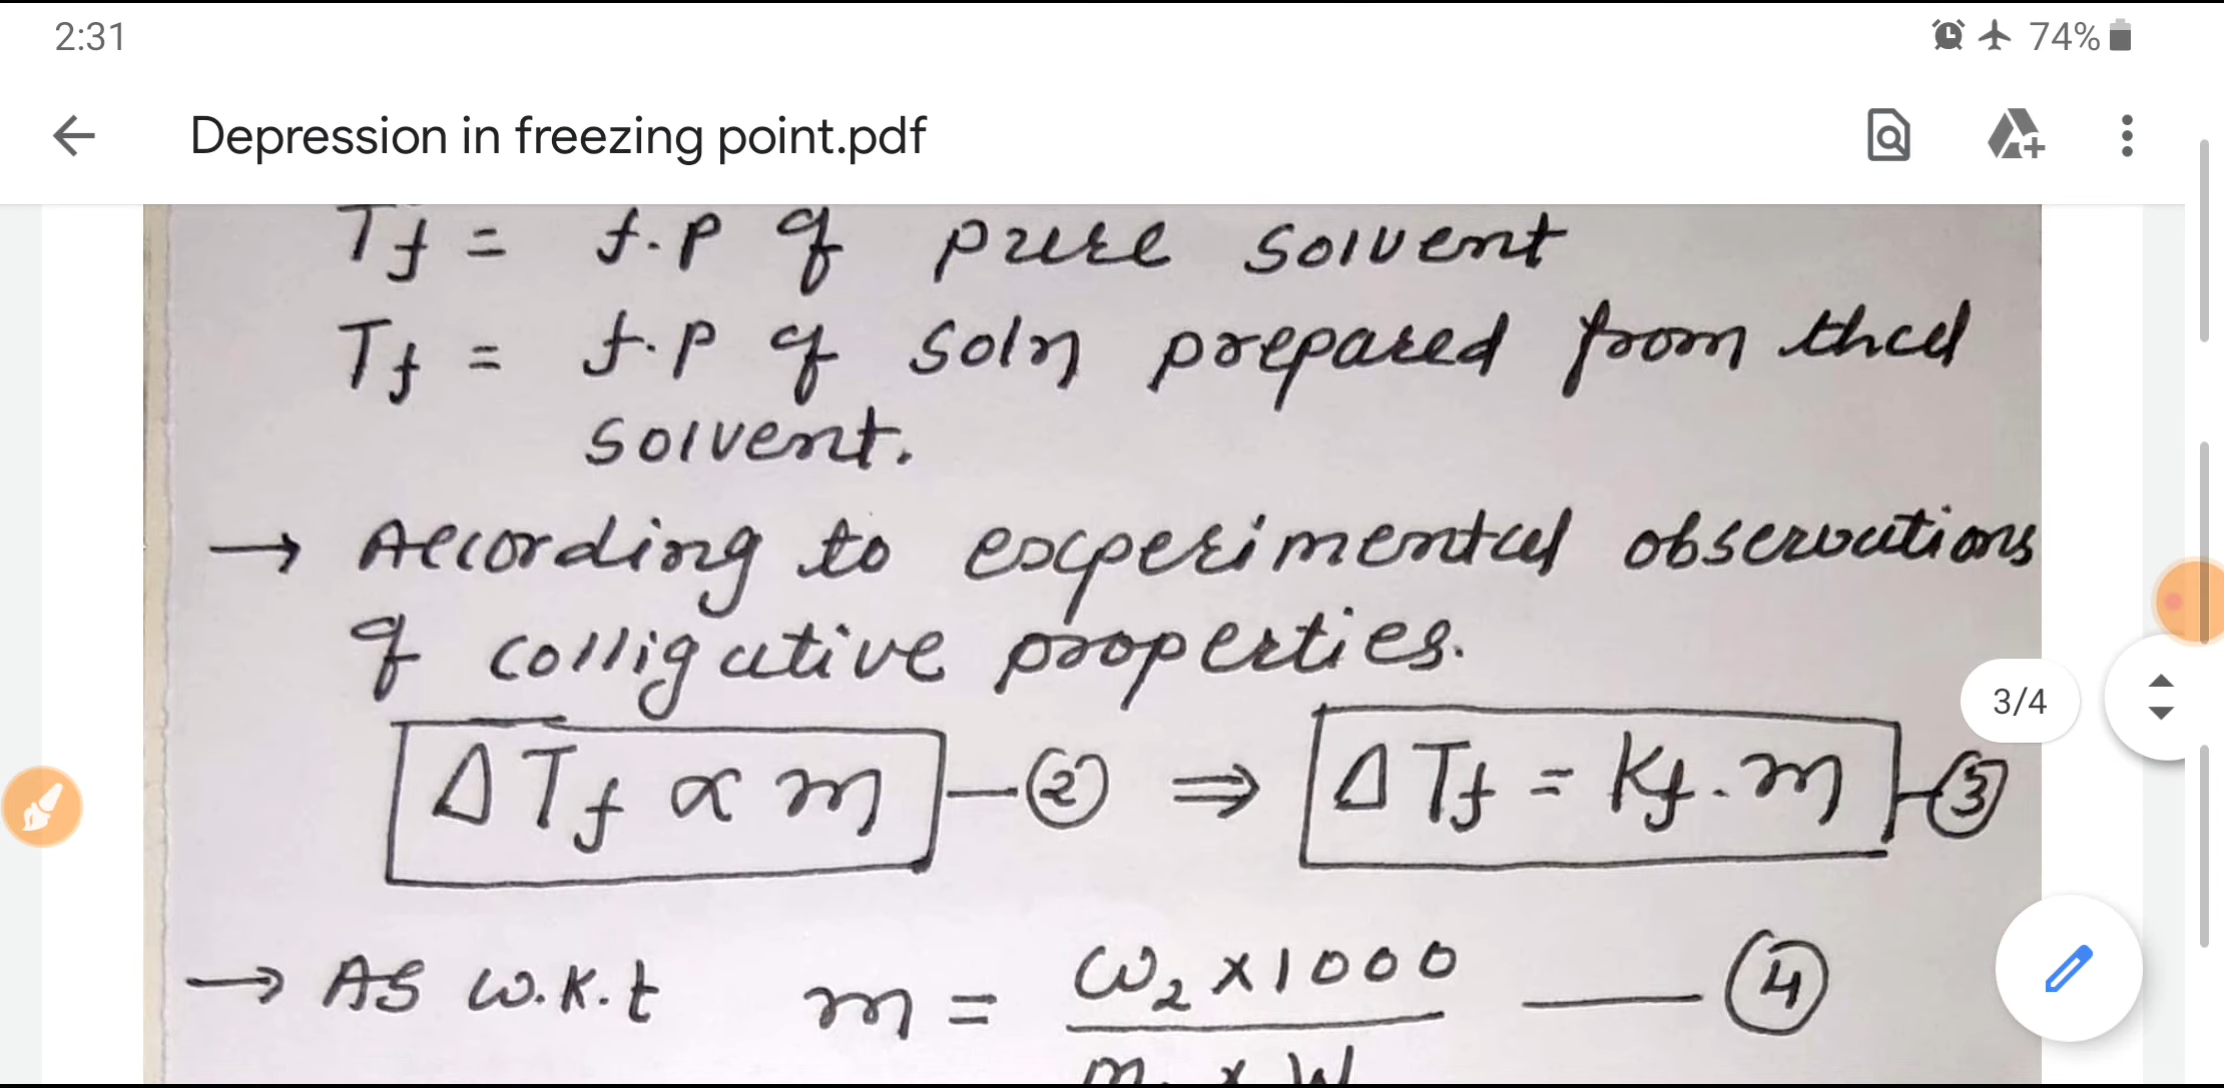 2:31
74%
Depression in freezing point.pdf
Tf = f.p of pure solvent
Tf = f.p of soln prepared from that
solvent.
→ According to experimental observations
of colligative properties.
ΔTf ∝ m —② ⇒ ΔTf = Kf.m —③
3/4
→ AS w.k.t m = W₂ x 1000 —— ④